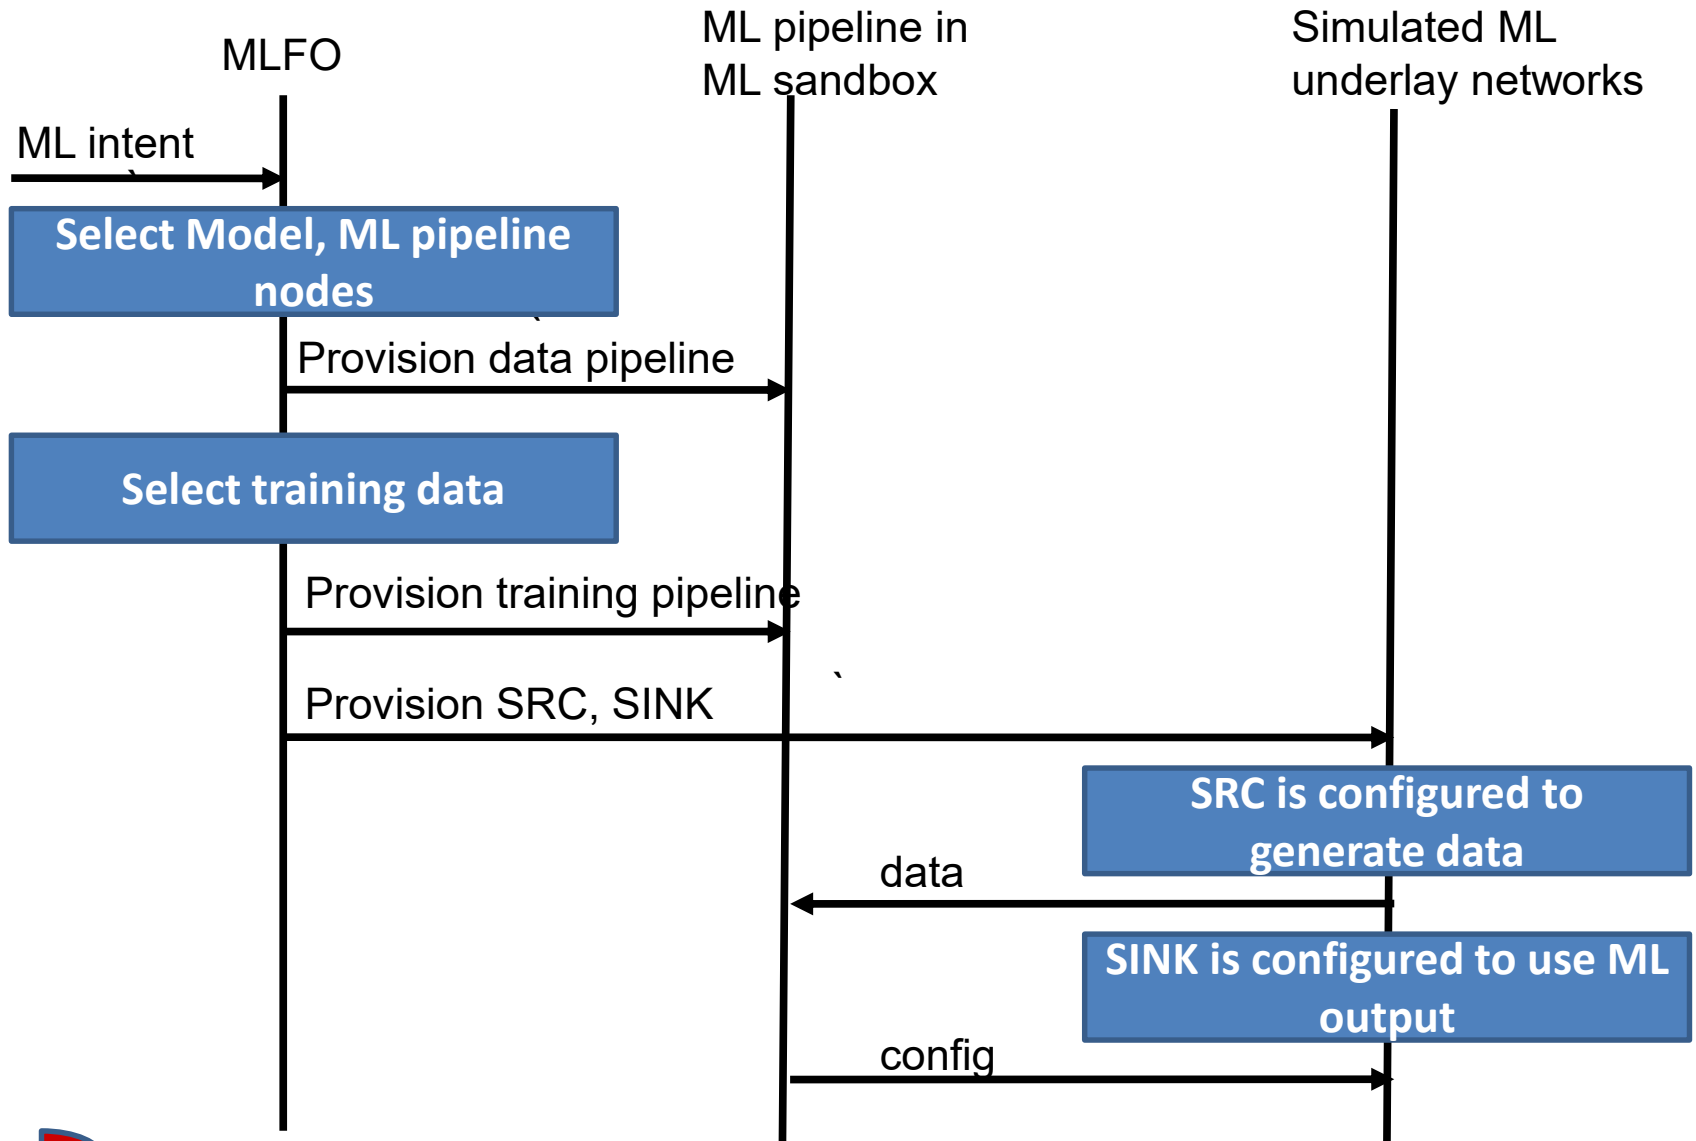 MLFO
ML pipeline in
ML sandbox
Simulated ML
underlay networks
ML intent
`
Select Model, ML pipeline
nodes
`
Provision data pipeline
Select training data
Provision training pipeline
`
Provision SRC, SINK
SRC is configured to
generate data
data
SINK is configured to use ML
output
config